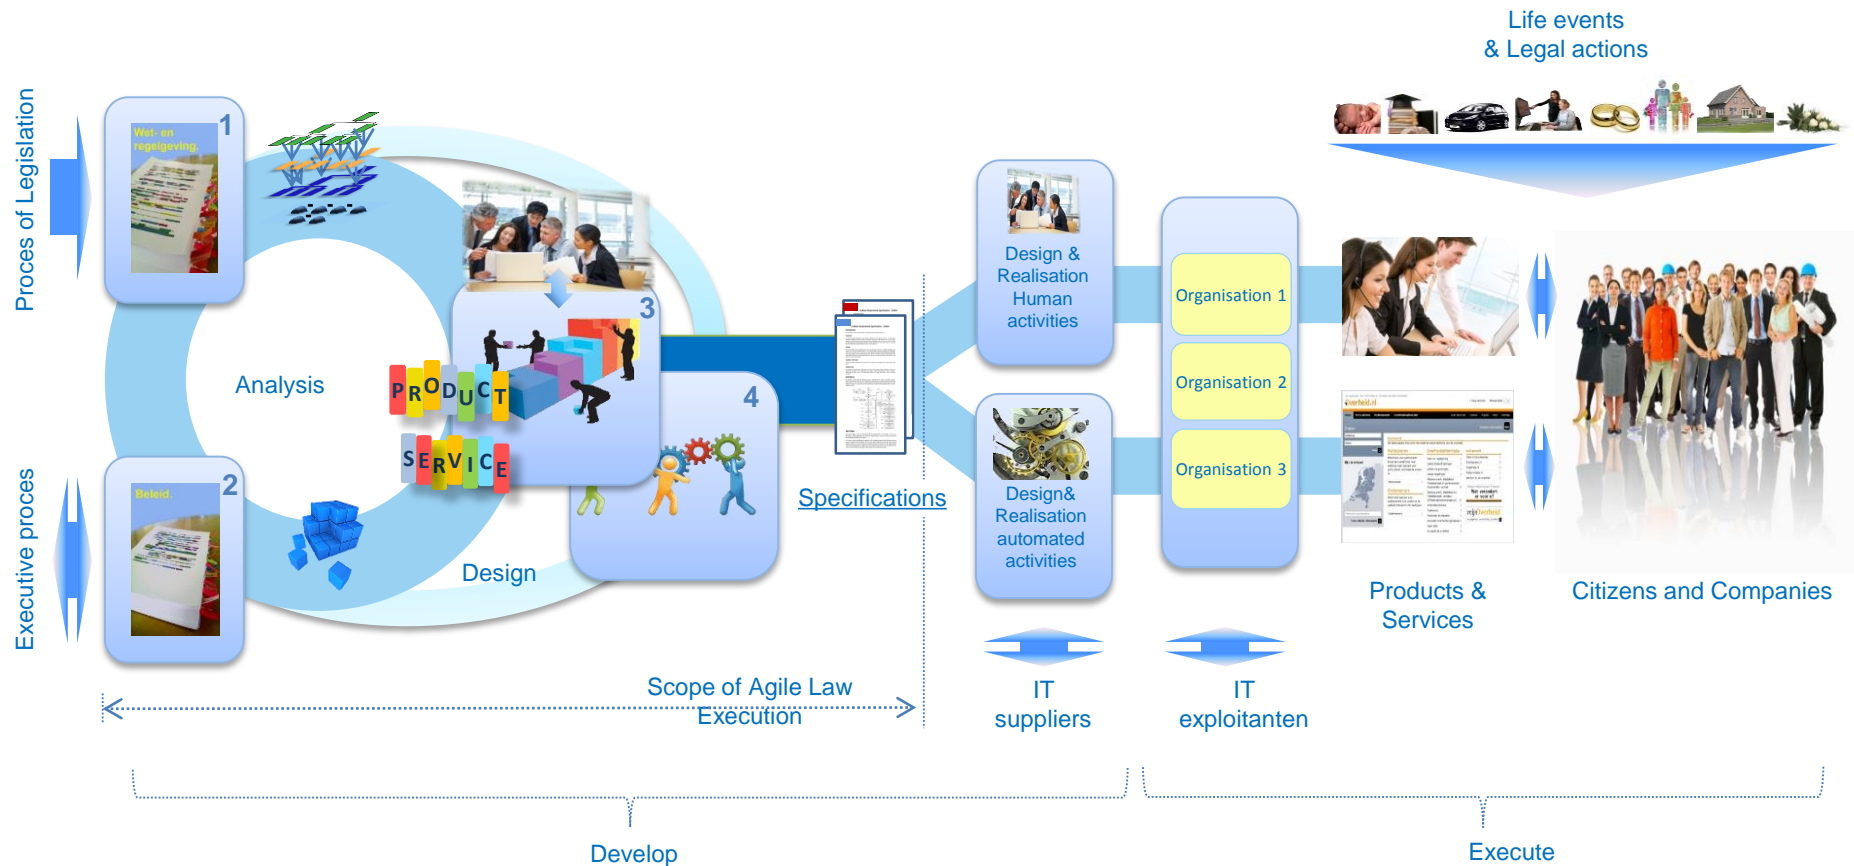 Life events
& Legal actions
Proces of Legislation
1
Wet- en
regelgeving.
3
Analysis
PRODUCT
SERVICE
4
Executive proces
2
Beleid.
Design
Specifications
Design &
Realisation
Human
activities
Design&
Realisation
automated
activities
Organisation 1
Organisation 2
Organisation 3
verheid.nl
Products &
Services
Citizens and Companies
Scope of Agile Law
Execution
IT
suppliers
IT
exploitanten
Develop
Execute